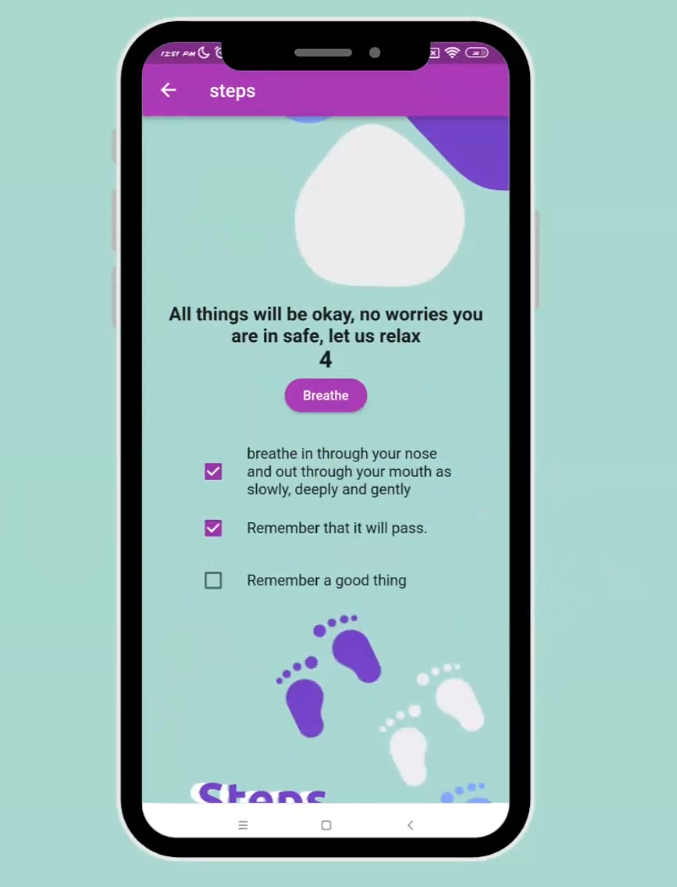 12:57 PM
steps
All things will be okay, no worries you
are in safe, let us relax
4
Breathe
breathe in through your nose
and out through your mouth as
slowly, deeply and gently
Remember that it will pass.
Remember a good thing
Steps